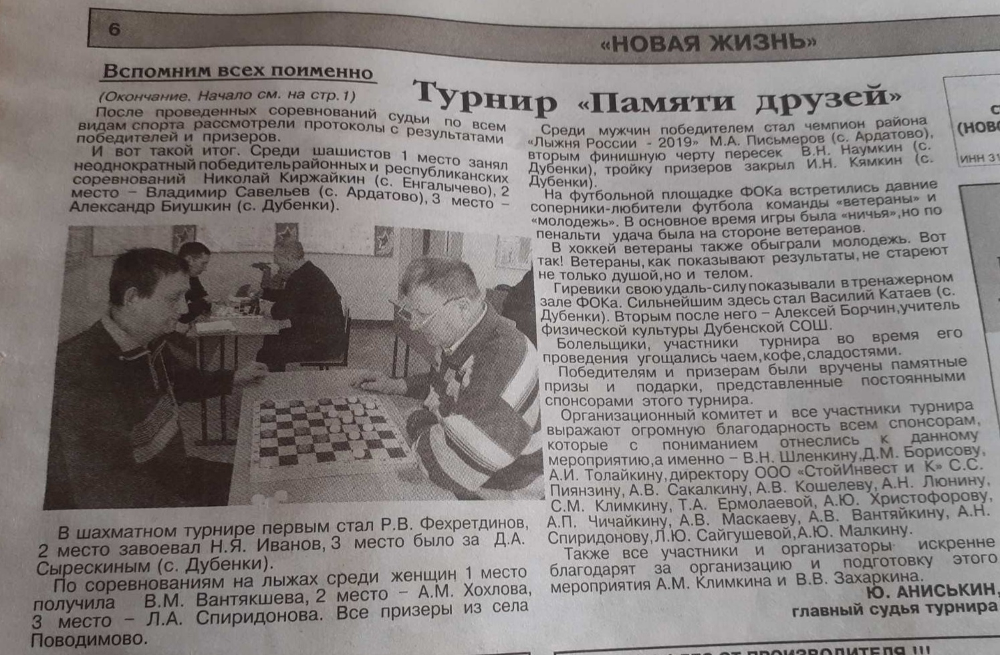 6
«НОВАЯ ЖИЗНЬ»
Вспомним всех поименно
Турнир «Памяти друзей»
(Окончание. Начало см. на стр.1)
После проведенных соревнований судьи по всем
видам спорта рассмотрели протоколы с результатами
победителей и призеров.
И вот такой итог. Среди шашистов 1 место занял
неоднократный победитель районных и республиканских
соревнований Николай Киржайкин (с. Енгалычево), 2
место – Владимир Савельев (с. Ардатово), 3 место –
Александр Биушкин (с. Дубенки).
В шахматном турнире первым стал Р.В. Фехретдинов,
2 место завоевал Н.Я. Иванов, 3 место было за Д.А.
Сырескиным (с. Дубенки).
По соревнованиям на лыжах среди женщин 1 место
получила В.М. Вантякшева, 2 место – А.М. Хохлова,
3 место – Л.А. Спиридонова. Все призеры из села
Поводимово.
Среди мужчин победителем стал чемпион района
«Лыжня России - 2019» М.А. Письмеров (с. Ардатово),
вторым финишную черту пересек В.Н. Наумкин (с.
Дубенки), тройку призеров закрыл И.Н. Кямкин (с.
Дубенки).
На футбольной площадке ФОКа встретились давние
соперники-любители футбола команды «ветераны» и
«молодежь». В основное время игры была «ничья», но по
пенальти удача была на стороне ветеранов.
В хоккей ветераны также обыграли молодежь. Вот
так! Ветераны, как показывают результаты, не стареют
не только душой, но и телом.
Гиревики свою удаль-силу показывали в тренажерном
зале ФОКа. Сильнейшим здесь стал Василий Катаев (с.
Дубенки). Вторым после него – Алексей Борчин, учитель
физической культуры Дубенской СОШ.
Болельщики, участники турнира во время его
проведения угощались чаем, кофе, сладостями.
Победителям и призерам были вручены памятные
призы и подарки, представленные постоянными
спонсорами этого турнира.
Организационный комитет и все участники турнира
выражают огромную благодарность всем спонсорам,
которые с пониманием отнеслись к данному
мероприятию, а именно – В.Н. Шленкину, Д.М. Борисову,
А.И. Толайкину, директору ООО «СтойИнвест и К» С.С.
Пиянзину, А.В. Сакалкину, А.В. Кошелеву, А.Н. Люнину,
С.М. Климкину, Т.А. Ермолаевой, А.Ю. Христофорову,
А.П. Чичайкину, А.В. Маскаеву, А.В. Вантяйкину, А.Н.
Спиридонову, Л.Ю. Сайгушевой, А.Ю. Малкину.
Также все участники и организаторы искренне
благодарят за организацию и подготовку этого
мероприятия А.М. Климкина и В.В. Захаркина.
Ю. АНИСЬКИН,
главный судья турнира
(НОВО
ИНН 31
ОТ ПРОИЗВОДИТЕЛЯ !!!